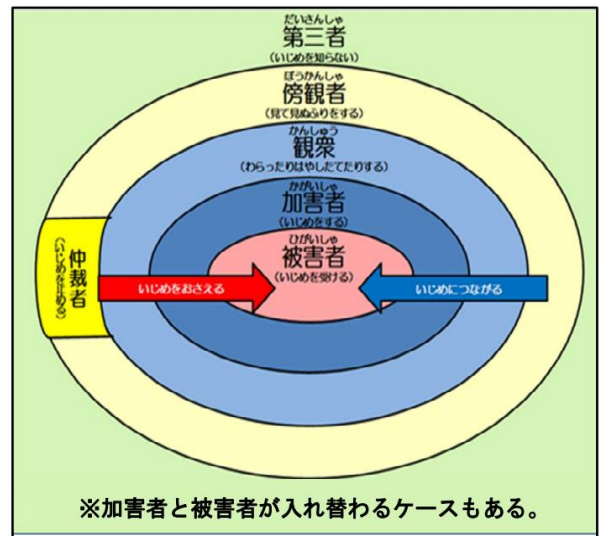 だいさんしゃ
第三者
(いじめを知らない)
ぼうかんしゃ
傍観者
(見て見ぬふりをする)
かんしゅう
観衆
(わらったりはやしたてたりする)
かがいしゃ
加害者
(いじめをする)
ひがいしゃ
被害者
(いじめを受ける)
仲裁者
(いじめを止める)
いじめをおさえる
いじめにつながる
※加害者と被害者が入れ替わるケースもある。